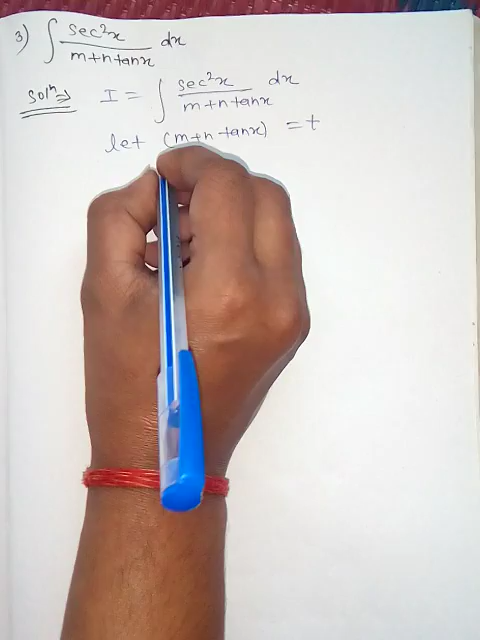 3) ∫ sec²x / m+n tanx dx
Solⁿ⇒ I = ∫ sec²x / m+n tanx dx
let (m+n tanx) = t